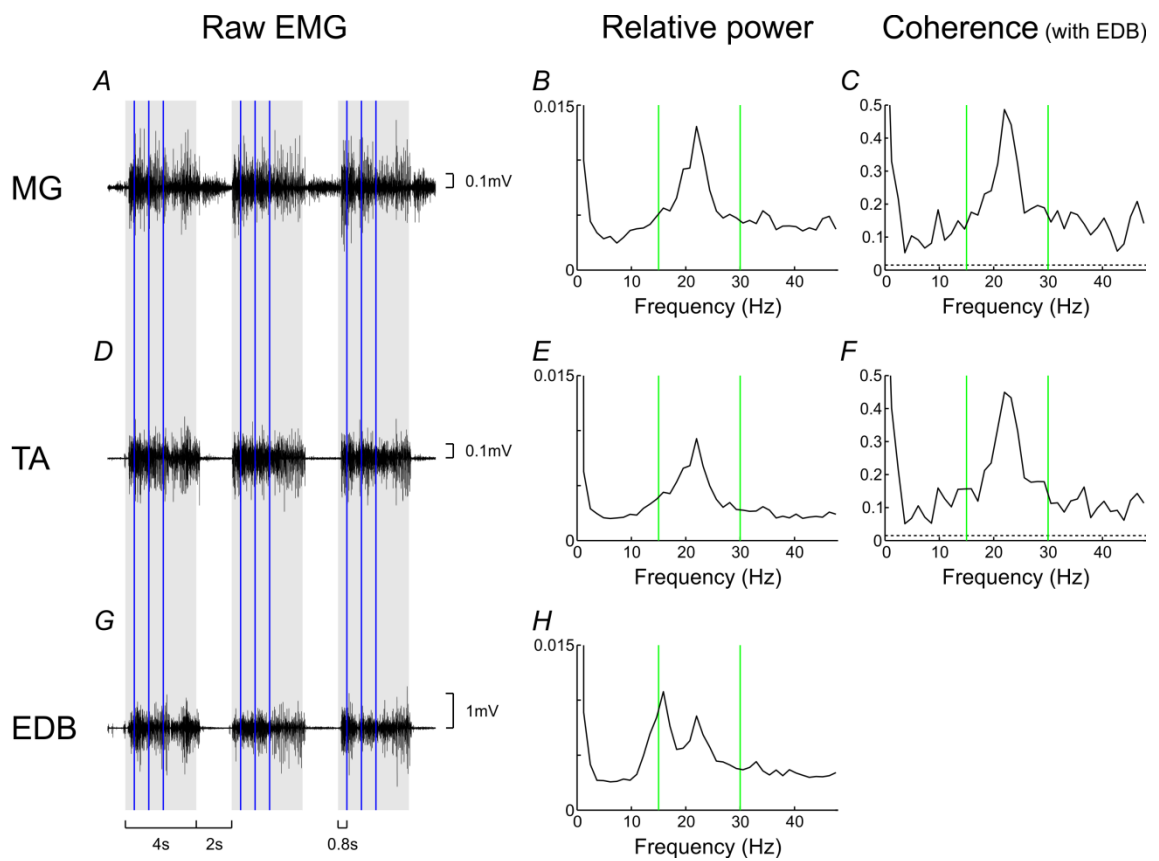 Raw EMG
Relative power
Coherence (with EDB)
A
B
C
MG
0.1mV
0.015
0
0 10 20 30 40
Frequency (Hz)
0.5
0.4
0.3
0.2
0.1
0
0 10 20 30 40
Frequency (Hz)
D
E
F
TA
0.1mV
0.015
0
0 10 20 30 40
Frequency (Hz)
0.5
0.4
0.3
0.2
0.1
0
0 10 20 30 40
Frequency (Hz)
G
H
EDB
1mV
0.015
0
0 10 20 30 40
Frequency (Hz)
4s 2s 0.8s